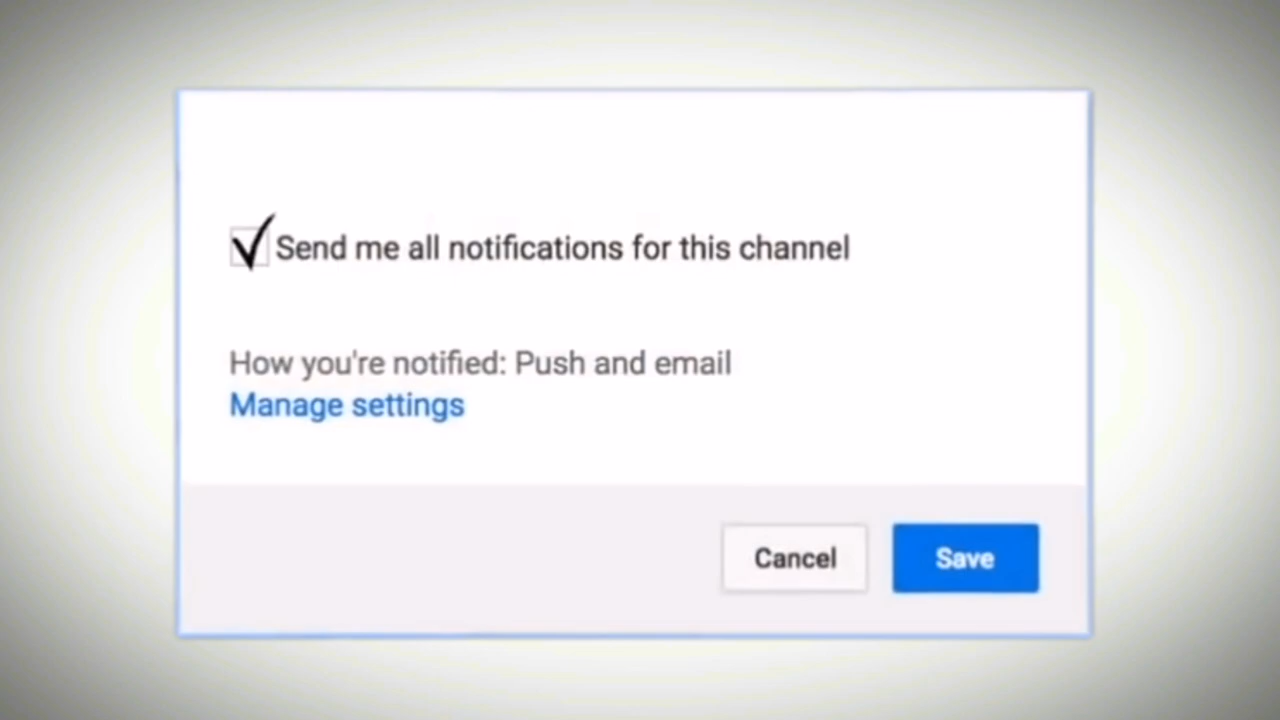 Send me all notifications for this channel
How you're notified: Push and email
Manage settings
Cancel
Save